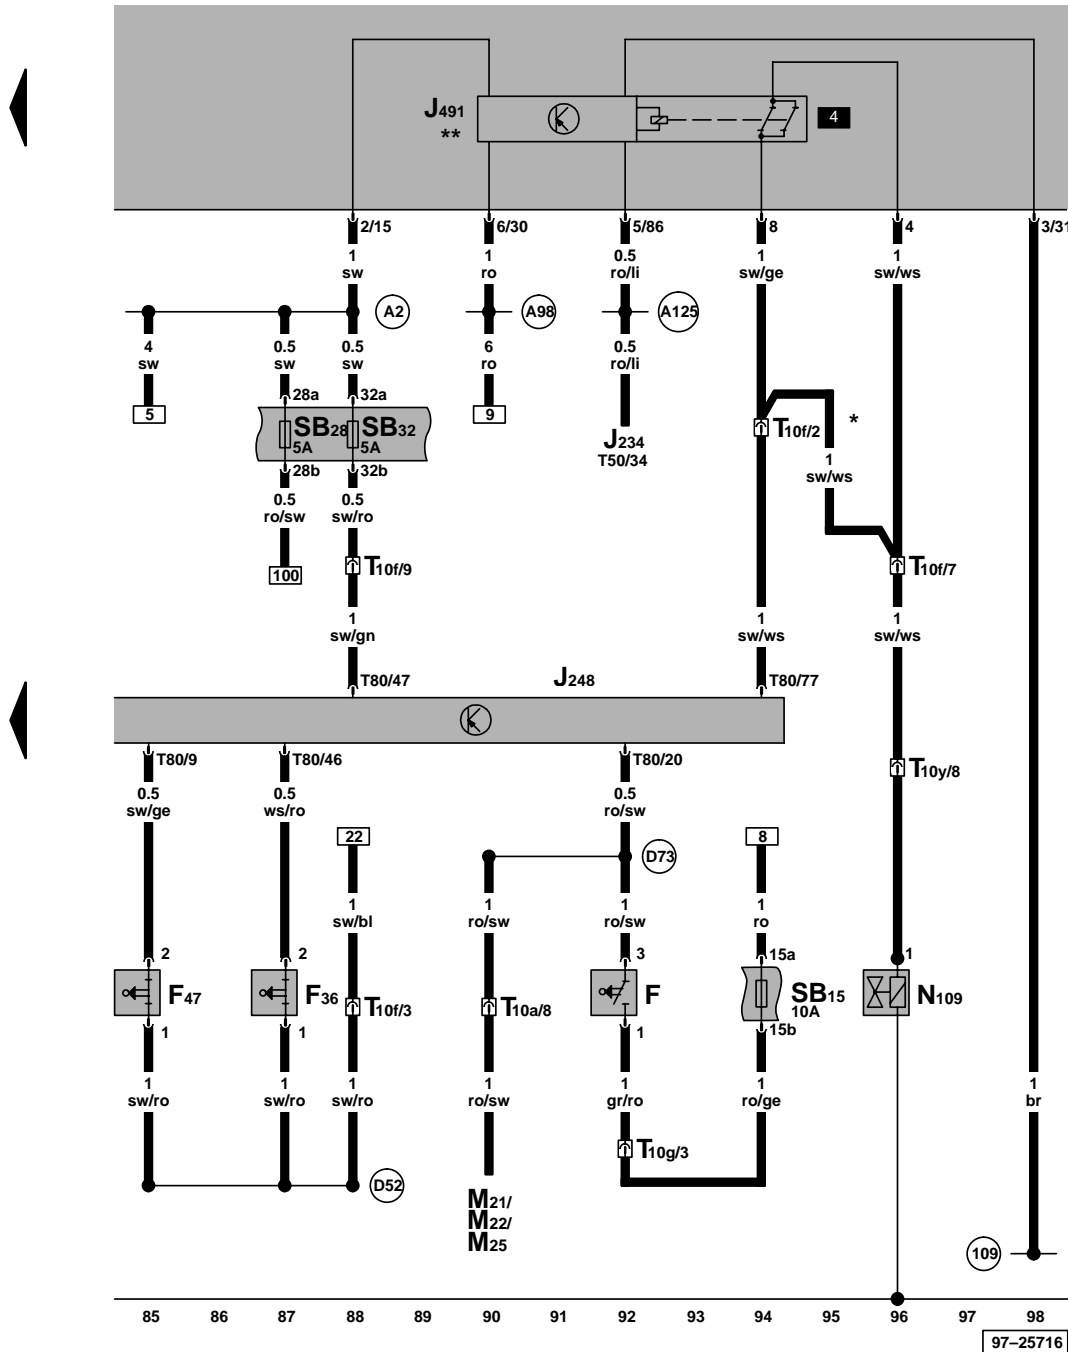 J491
**
4
2/15 6/30 5/86 8 4 3/31
1 1 0.5 1 1
sw ro ro/li sw/ge sw/ws
A2 A98 A125
4 0.5 0.5 6 0.5
sw sw sw ro ro/li
28a 32a
5 9
SB28 SB32
5A 5A
J234
T50/34
T10f/2
*
28b 32b
1
sw/ws
0.5 0.5
ro/sw sw/ro
100
T10f/9
T10f/7
1 1 1
sw/gn sw/ws sw/ws
T80/47
J248
T80/77
T80/9 T80/46 T80/20
T10y/8
0.5 0.5 0.5
sw/ge ws/ro ro/sw
22 8
D73
1 1 1 1
sw/bl ro/sw ro/sw ro
2 2 3 15a 1
F47 F36 F SB15 N109
10A
T10f/3 T10a/8
1 1 1 15b
1 1 1 1 1 1 1
sw/ro sw/ro sw/ro ro/sw gr/ro ro/ge br
T10g/3
D52
M21/
M22/
M25
109
85 86 87 88 89 90 91 92 93 94 95 96 97 98
97–25716